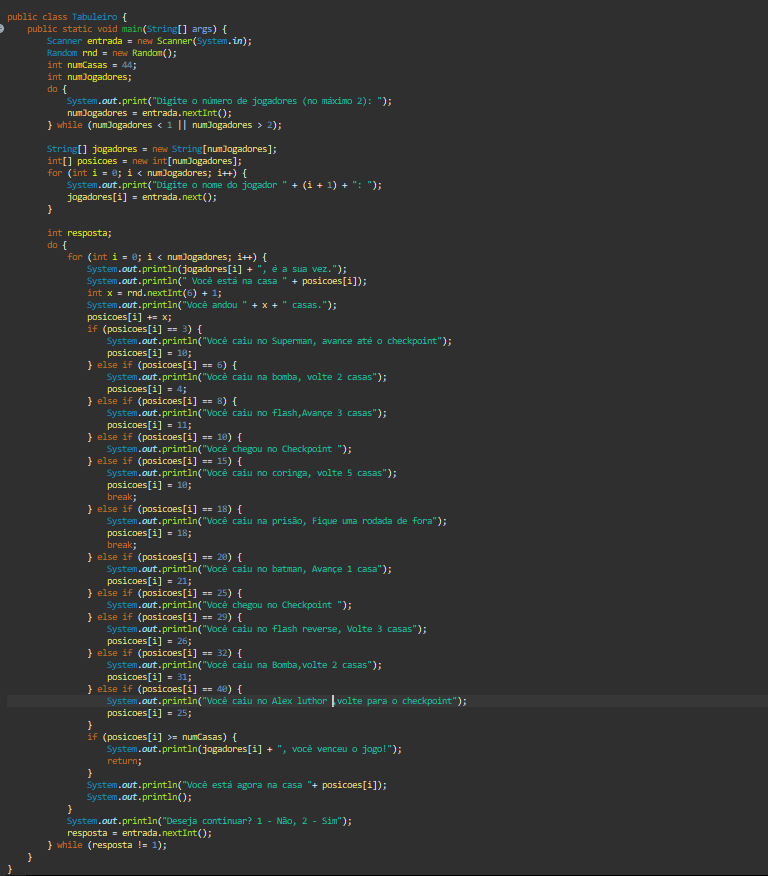 public class Tabuleiro {
    public static void main(String[] args) {
        Scanner entrada = new Scanner(System.in);
        Random rnd = new Random();
        int numCasas = 44;
        int numJogadores;
        do {
            System.out.print("Digite o número de jogadores (no máximo 2): ");
            numJogadores = entrada.nextInt();
        } while (numJogadores < 1 || numJogadores > 2);

        String[] jogadores = new String[numJogadores];
        int[] posicoes = new int[numJogadores];
        for (int i = 0; i < numJogadores; i++) {
            System.out.print("Digite o nome do jogador " + (i + 1) + ": ");
            jogadores[i] = entrada.next();
        }

        int resposta;
        do {
            for (int i = 0; i < numJogadores; i++) {
                System.out.println(jogadores[i] + ", é a sua vez.");
                System.out.println(" Você está na casa " + posicoes[i]);
                int x = rnd.nextInt(6) + 1;
                System.out.println("Você andou " + x + " casas.");
                posicoes[i] += x;
                if (posicoes[i] == 3) {
                    System.out.println("Você caiu no Superman, avance até o checkpoint");
                    posicoes[i] = 10;
                } else if (posicoes[i] == 6) {
                    System.out.println("Você caiu na bomba, volte 2 casas");
                    posicoes[i] = 4;
                } else if (posicoes[i] == 8) {
                    System.out.println("Você caiu no flash,Avançe 3 casas");
                    posicoes[i] = 11;
                } else if (posicoes[i] == 10) {
                    System.out.println("Você chegou no Checkpoint ");
                } else if (posicoes[i] == 15) {
                    System.out.println("Você caiu no coringa, volte 5 casas");
                    posicoes[i] = 10;
                    break;
                } else if (posicoes[i] == 18) {
                    System.out.println("Você caiu na prisão, Fique uma rodada de fora");
                    posicoes[i] = 18;
                    break;
                } else if (posicoes[i] == 20) {
                    System.out.println("Você caiu no batman, Avançe 1 casa");
                    posicoes[i] = 21;
                } else if (posicoes[i] == 25) {
                    System.out.println("Você chegou no Checkpoint ");
                } else if (posicoes[i] == 29) {
                    System.out.println("Você caiu no flash reverse, Volte 3 casas");
                    posicoes[i] = 26;
                } else if (posicoes[i] == 32) {
                    System.out.println("Você caiu na Bomba,volte 2 casas");
                    posicoes[i] = 31;
                } else if (posicoes[i] == 40) {
                    System.out.println("Você caiu no Alex luthor ,volte para o checkpoint");
                    posicoes[i] = 25;
                }
                if (posicoes[i] >= numCasas) {
                    System.out.println(jogadores[i] + ", você venceu o jogo!");
                    return;
                }
                System.out.println("Você está agora na casa "+ posicoes[i]);
                System.out.println();
            }
            System.out.println("Deseja continuar? 1 - Não, 2 - Sim");
            resposta = entrada.nextInt();
        } while (resposta != 1);
    }
}